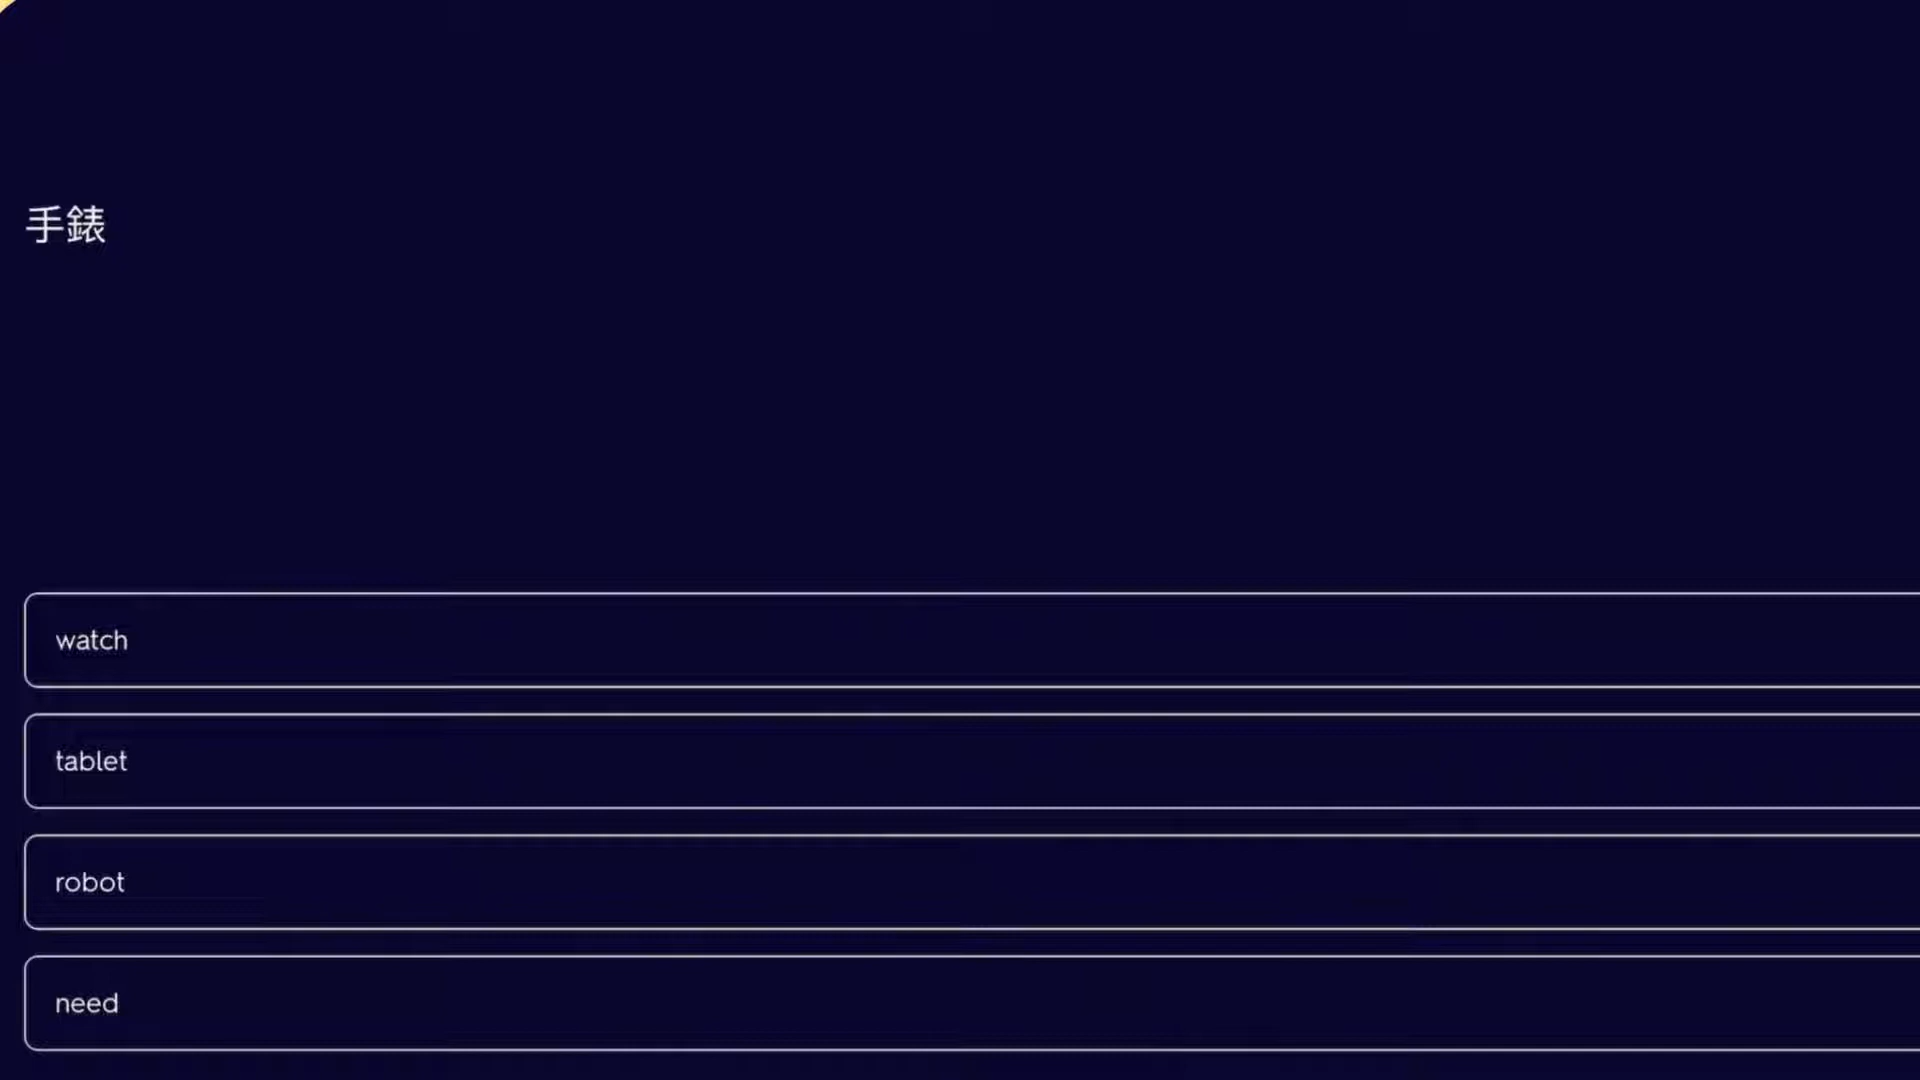 手錶
watch
tablet
robot
need